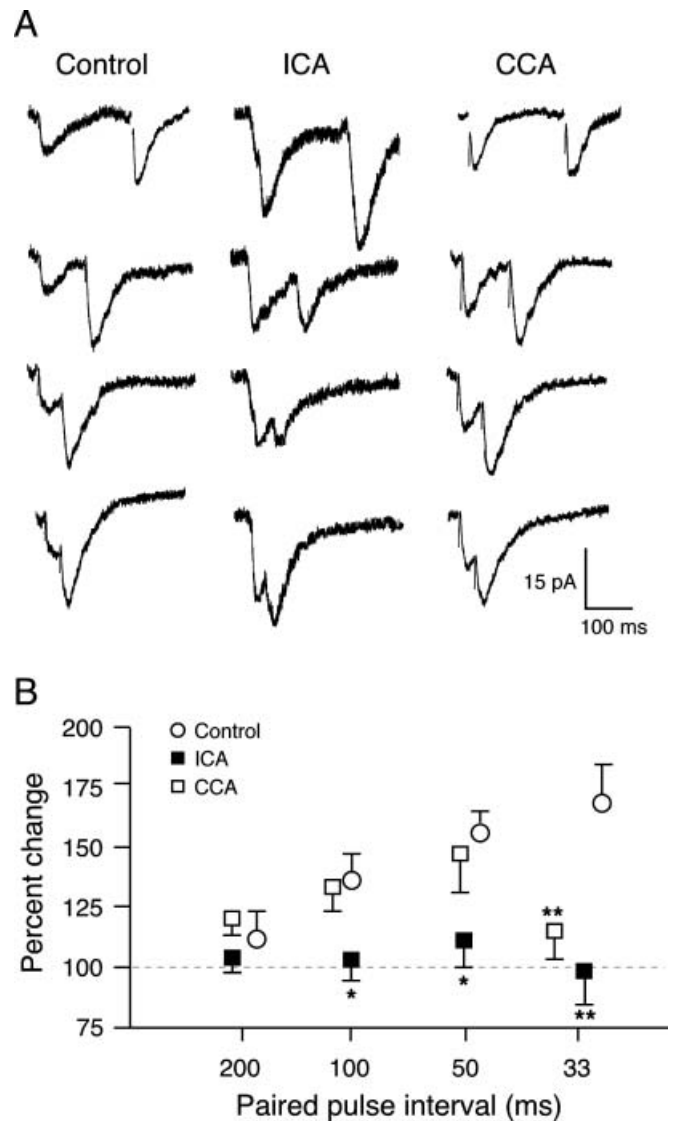 A
Control ICA CCA
15 pA
100 ms
B
200
175
150
125
100
75
Percent change
Control
ICA
CCA
**
*
*
**
200 100 50 33
Paired pulse interval (ms)